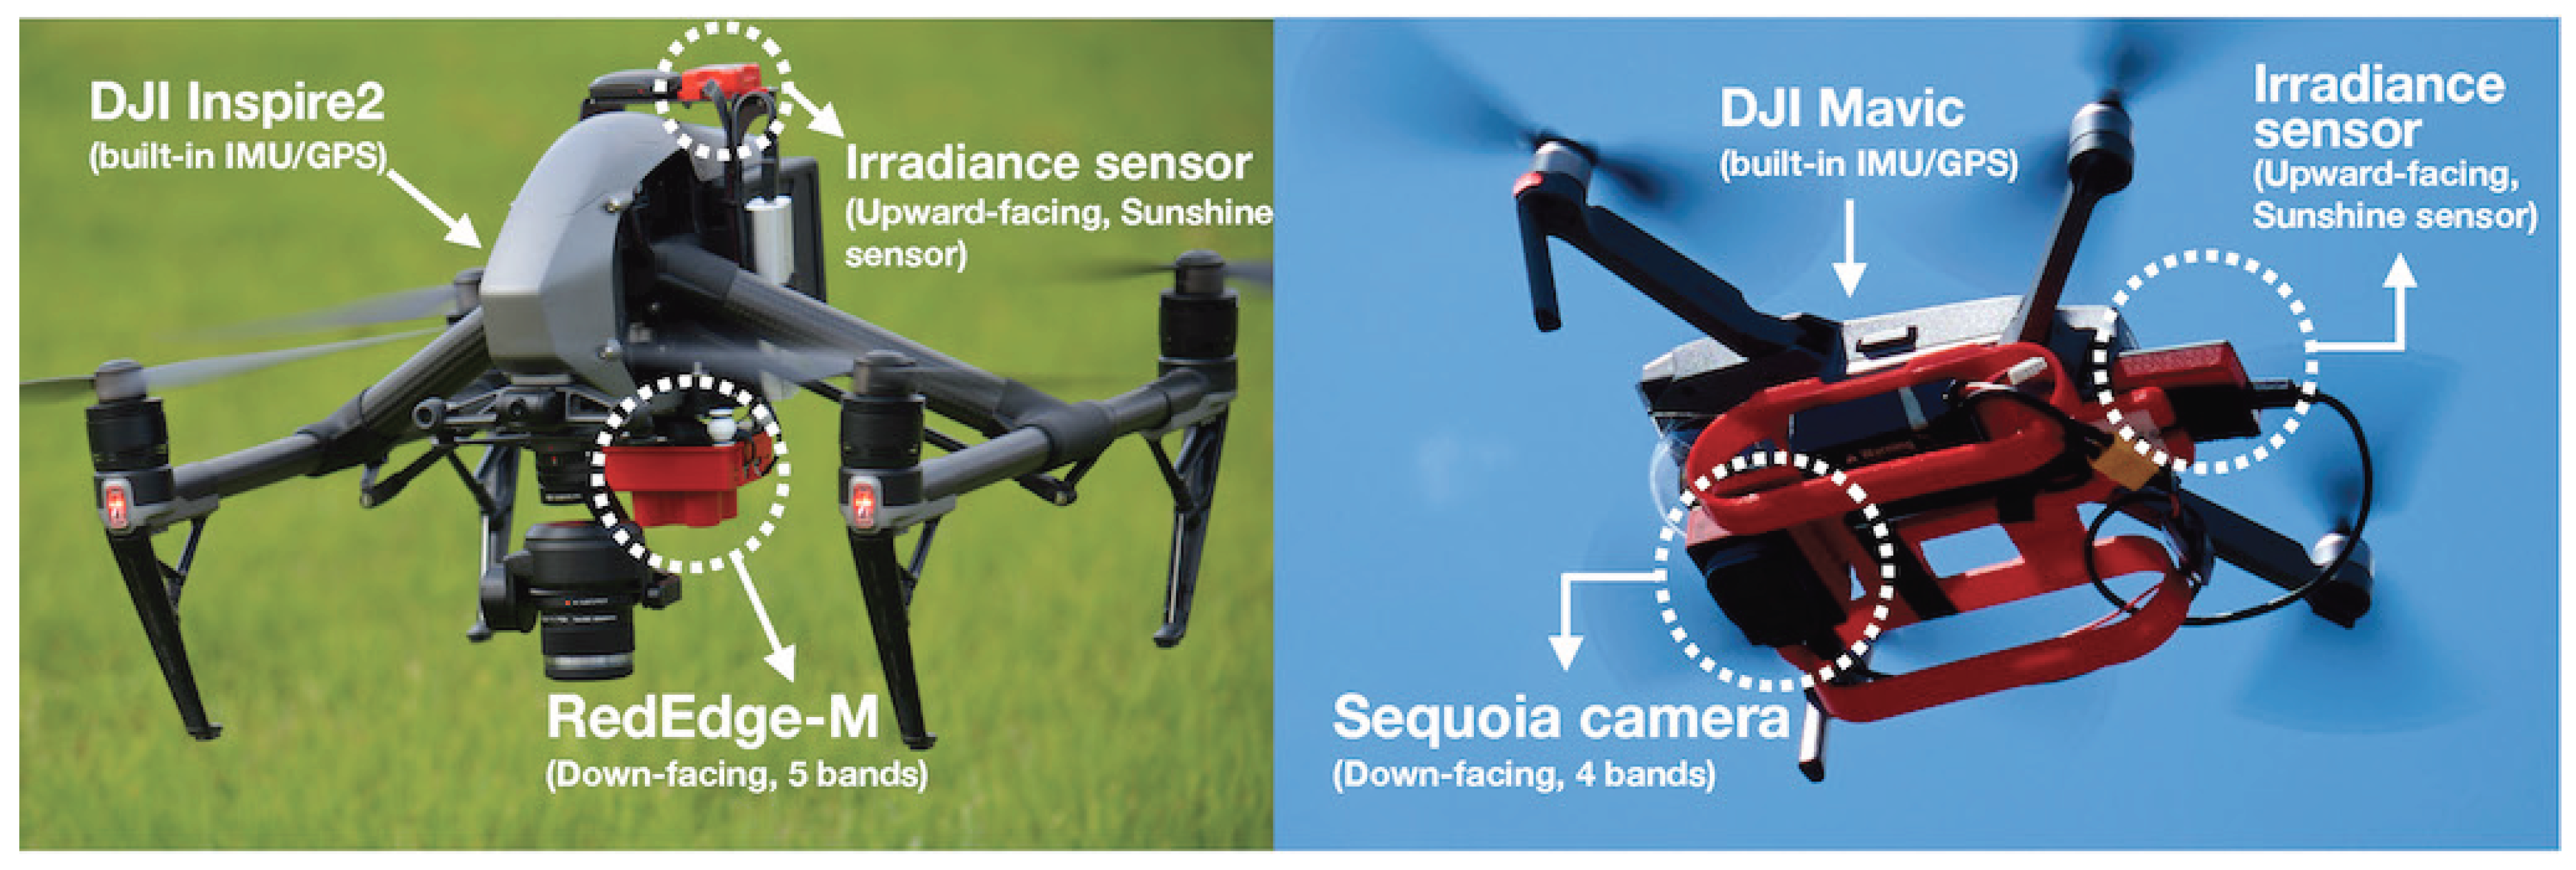 DJI Inspire2
(built-in IMU/GPS)
Irradiance sensor
(Upward-facing, Sunshine
sensor)
RedEdge-M
(Down-facing, 5 bands)
DJI Mavic
(built-in IMU/GPS)
Irradiance
sensor
(Upward-facing,
Sunshine sensor)
Warning
Sequoia camera
(Down-facing, 4 bands)